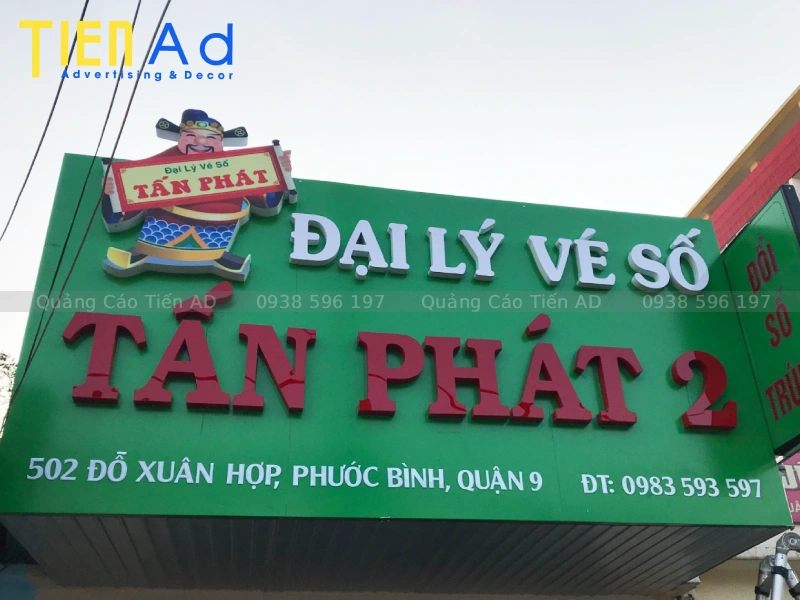 TIEN Ad
Advertising & Decor
Đại Lý Vé Số
TẤN PHÁT
ĐẠI LÝ VÉ SỐ
Quảng Cáo Tiến AD 0938 596 197 Quảng Cáo Tiến AD 0938 596 197
TẤN PHÁT 2
502 ĐỖ XUÂN HỢP, PHƯỚC BÌNH, QUẬN 9 ĐT: 0983 593 597
ĐỔI
SỐ
TRÚ